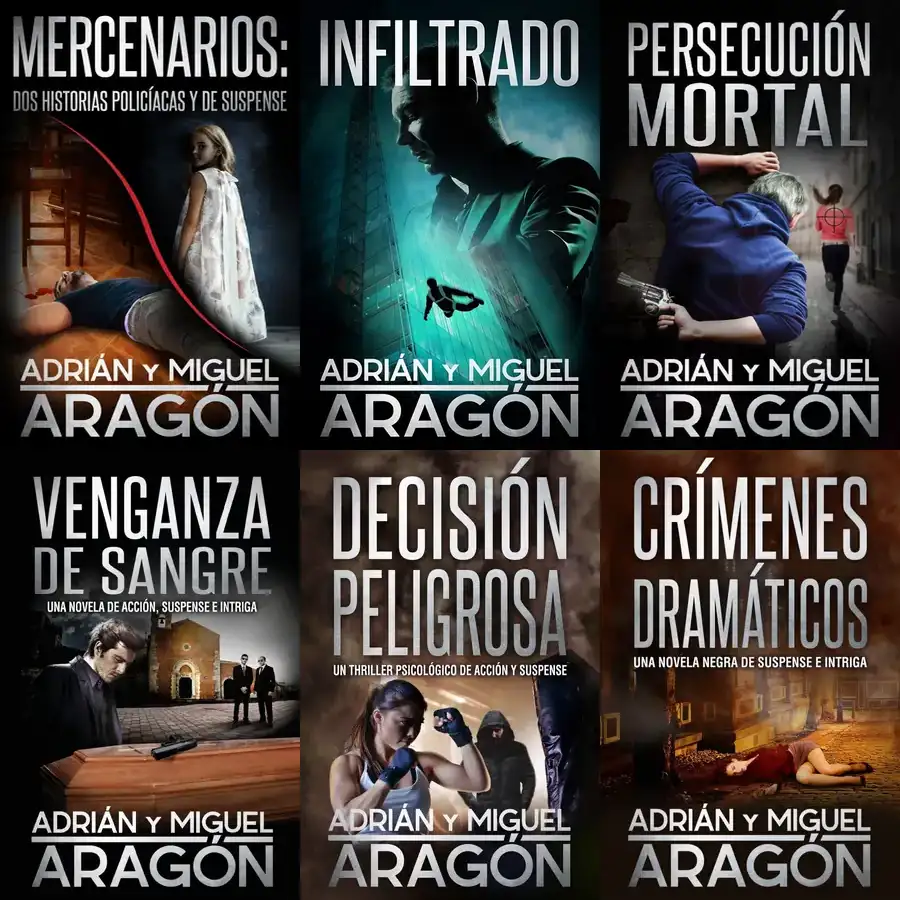 MERCENARIOS:
DOS HISTORIAS POLICÍACAS Y DE SUSPENSE
ADRIÁN Y MIGUEL
ARAGÓN
INFILTRADO
ADRIÁN Y MIGUEL
ARAGÓN
PERSECUCIÓN
MORTAL
ADRIÁN Y MIGUEL
ARAGÓN
VENGANZA
DE SANGRE
UNA NOVELA DE ACCIÓN, SUSPENSE E INTRIGA
ADRIÁN Y MIGUEL
ARAGÓN
DECISIÓN
PELIGROSA
UN THRILLER PSICOLÓGICO DE ACCIÓN Y SUSPENSE
ADRIÁN Y MIGUEL
ARAGÓN
CRÍMENES
DRAMÁTICOS
UNA NOVELA NEGRA DE SUSPENSE E INTRIGA
ADRIÁN Y MIGUEL
ARAGÓN